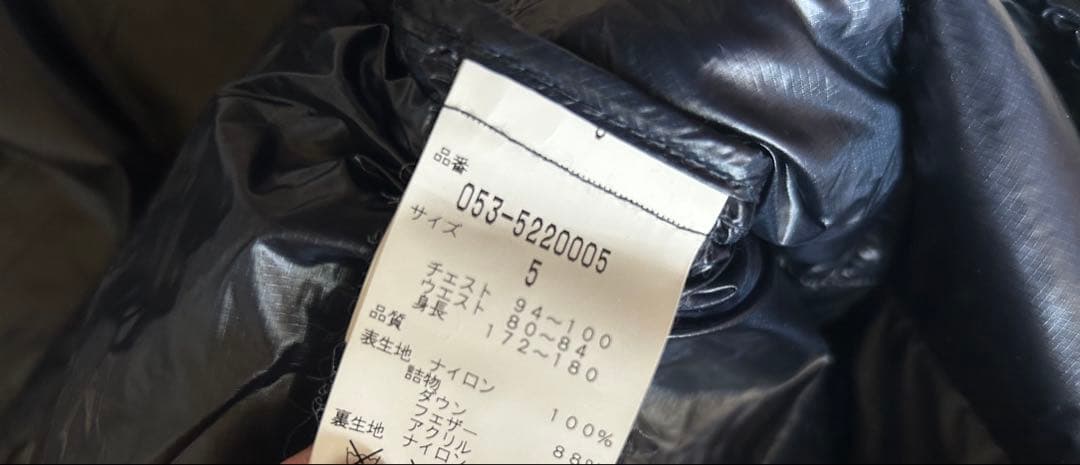 品番
053-5220005
サイズ
5
チェスト 94〜100
ウエスト 80〜84
身長 172〜180
品質
表生地 ナイロン 100%
詰物
ダウン 88%
フェザー
アクリル
裏生地 ナイロン